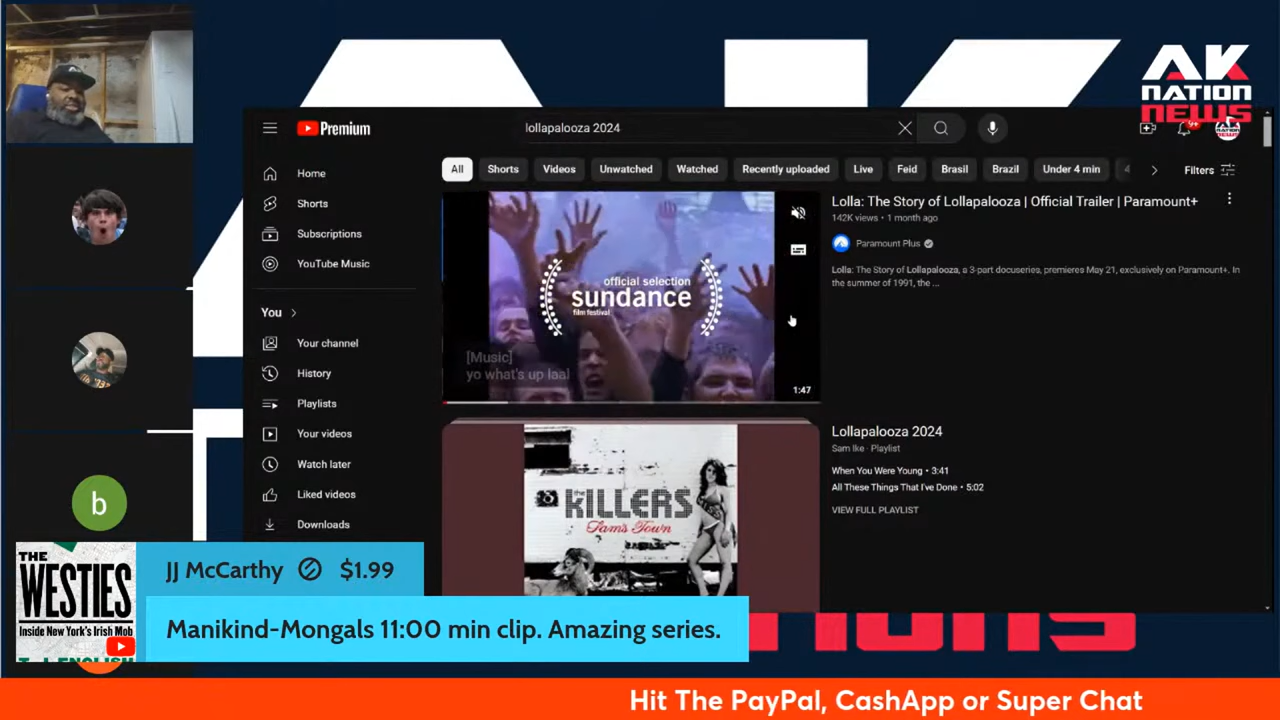 AK
NATION
NEWS
Premium
lollapalooza 2024
9+
All
Shorts
Videos
Unwatched
Watched
Recently uploaded
Live
Feid
Brasil
Brazil
Under 4 min
4
Filters
Home
Shorts
Subscriptions
YouTube Music
You
Your channel
History
Playlists
Your videos
Watch later
Liked videos
Downloads
official selection
sundance
film festival
[Music]
yo what's up laal
1:47
Lolla: The Story of Lollapalooza | Official Trailer | Paramount+
142K views • 1 month ago
Paramount Plus
Lolla: The Story of Lollapalooza, a 3-part docuseries, premieres May 21, exclusively on Paramount+. In
the summer of 1991, the ...
the KILLERS
Sam's Town
Lollapalooza 2024
Sam Ike · Playlist
When You Were Young • 3:41
All These Things That I've Done • 5:02
VIEW FULL PLAYLIST
b
THE
WESTIES
Inside New York's Irish Mob
T. J. ENGLISH
JJ McCarthy $1.99
Manikind-Mongals 11:00 min clip. Amazing series.
Hit The PayPal, CashApp or Super Chat